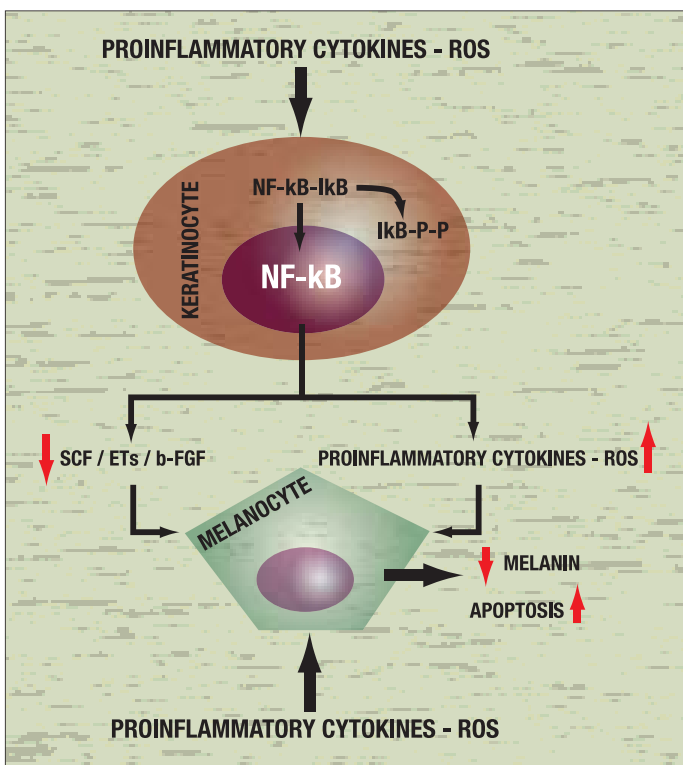 PROINFLAMMATORY CYTOKINES - ROS
KERATINOCYTE
NF-kB-IkB
IkB-P-P
NF-kB
SCF / ETs / b-FGF
PROINFLAMMATORY CYTOKINES - ROS
MELANOCYTE
MELANIN
APOPTOSIS
PROINFLAMMATORY CYTOKINES - ROS